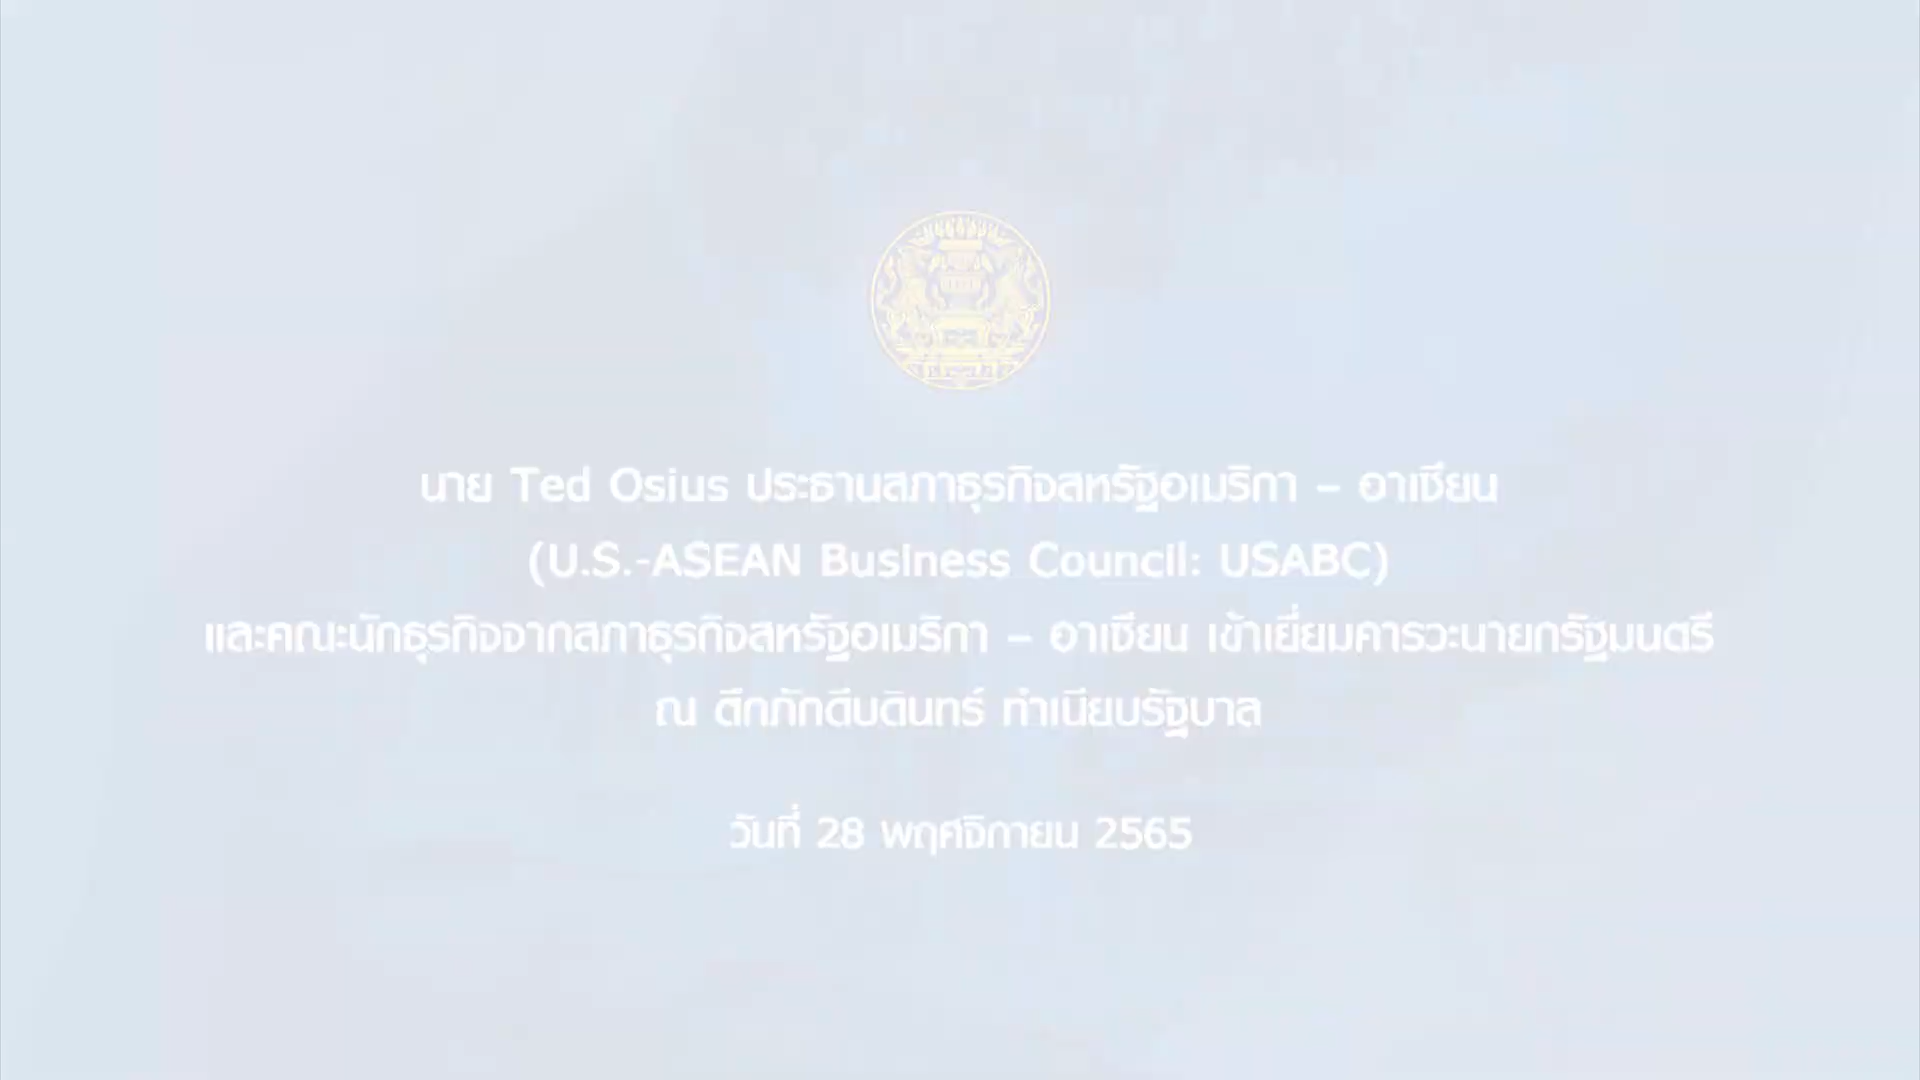 นาย Ted Osius ประธานสภาธุรกิจสหรัฐอเมริกา – อาเซียน
(U.S.-ASEAN Business Council: USABC)
และคณะนักธุรกิจจากสภาธุรกิจสหรัฐอเมริกา – อาเซียน เข้าเยี่ยมคารวะนายกรัฐมนตรี
ณ ตึกภักดีบดินทร์ ทำเนียบรัฐบาล
วันที่ 28 พฤศจิกายน 2565